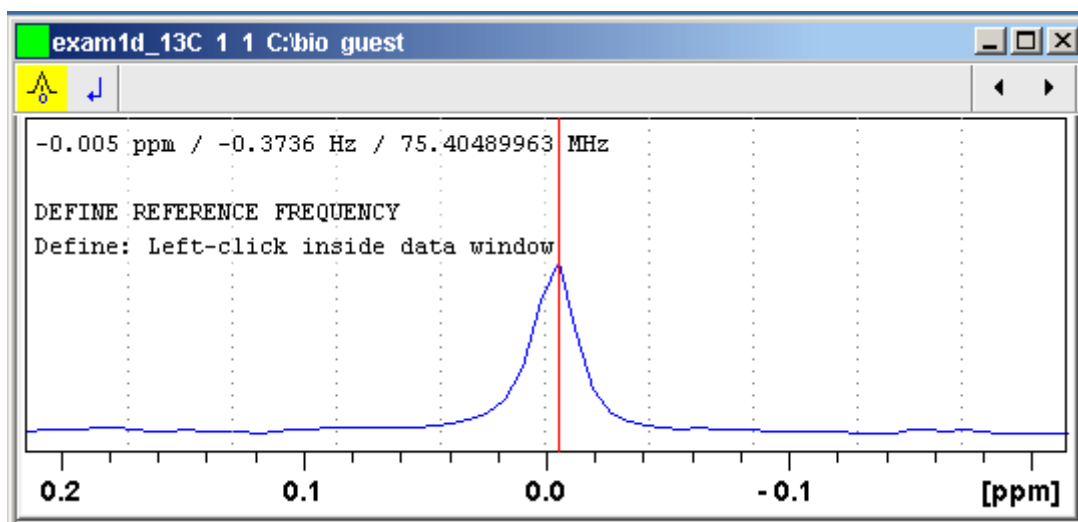 exam1d_13C 1 1 C:\bio guest
-0.005 ppm / -0.3736 Hz / 75.40489963 MHz
DEFINE REFERENCE FREQUENCY
Define: Left-click inside data window
0.2 0.1 0.0 -0.1 [ppm]